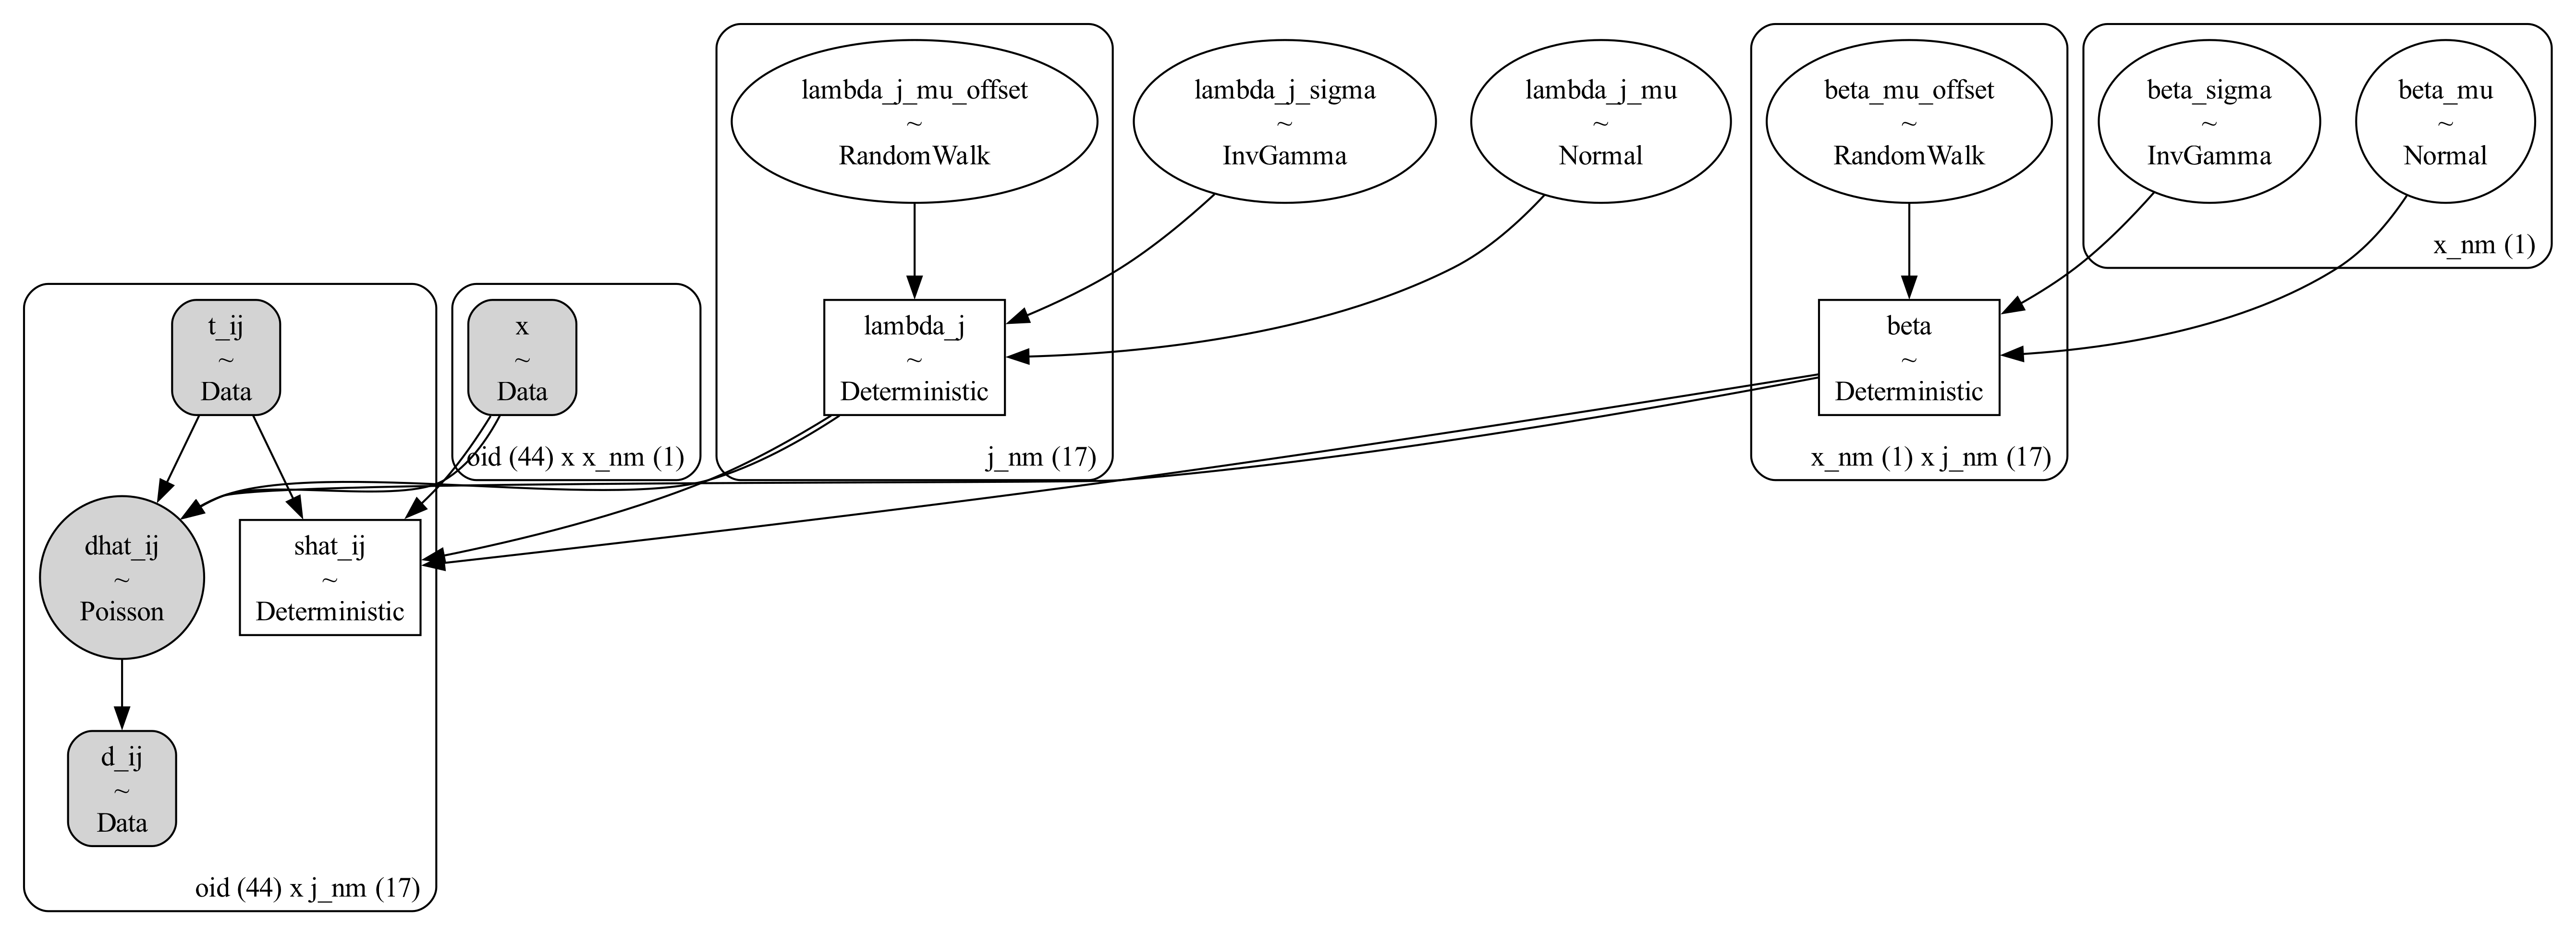 lambda_j_mu_offset
~
RandomWalk
lambda_j_sigma
~
InvGamma
lambda_j_mu
~
Normal
beta_mu_offset
~
RandomWalk
beta_sigma
~
InvGamma
beta_mu
~
Normal
x_nm (1)
t_ij
~
Data
x
~
Data
oid (44) x x_nm (1)
lambda_j
~
Deterministic
j_nm (17)
beta
~
Deterministic
x_nm (1) x j_nm (17)
dhat_ij
~
Poisson
shat_ij
~
Deterministic
d_ij
~
Data
oid (44) x j_nm (17)